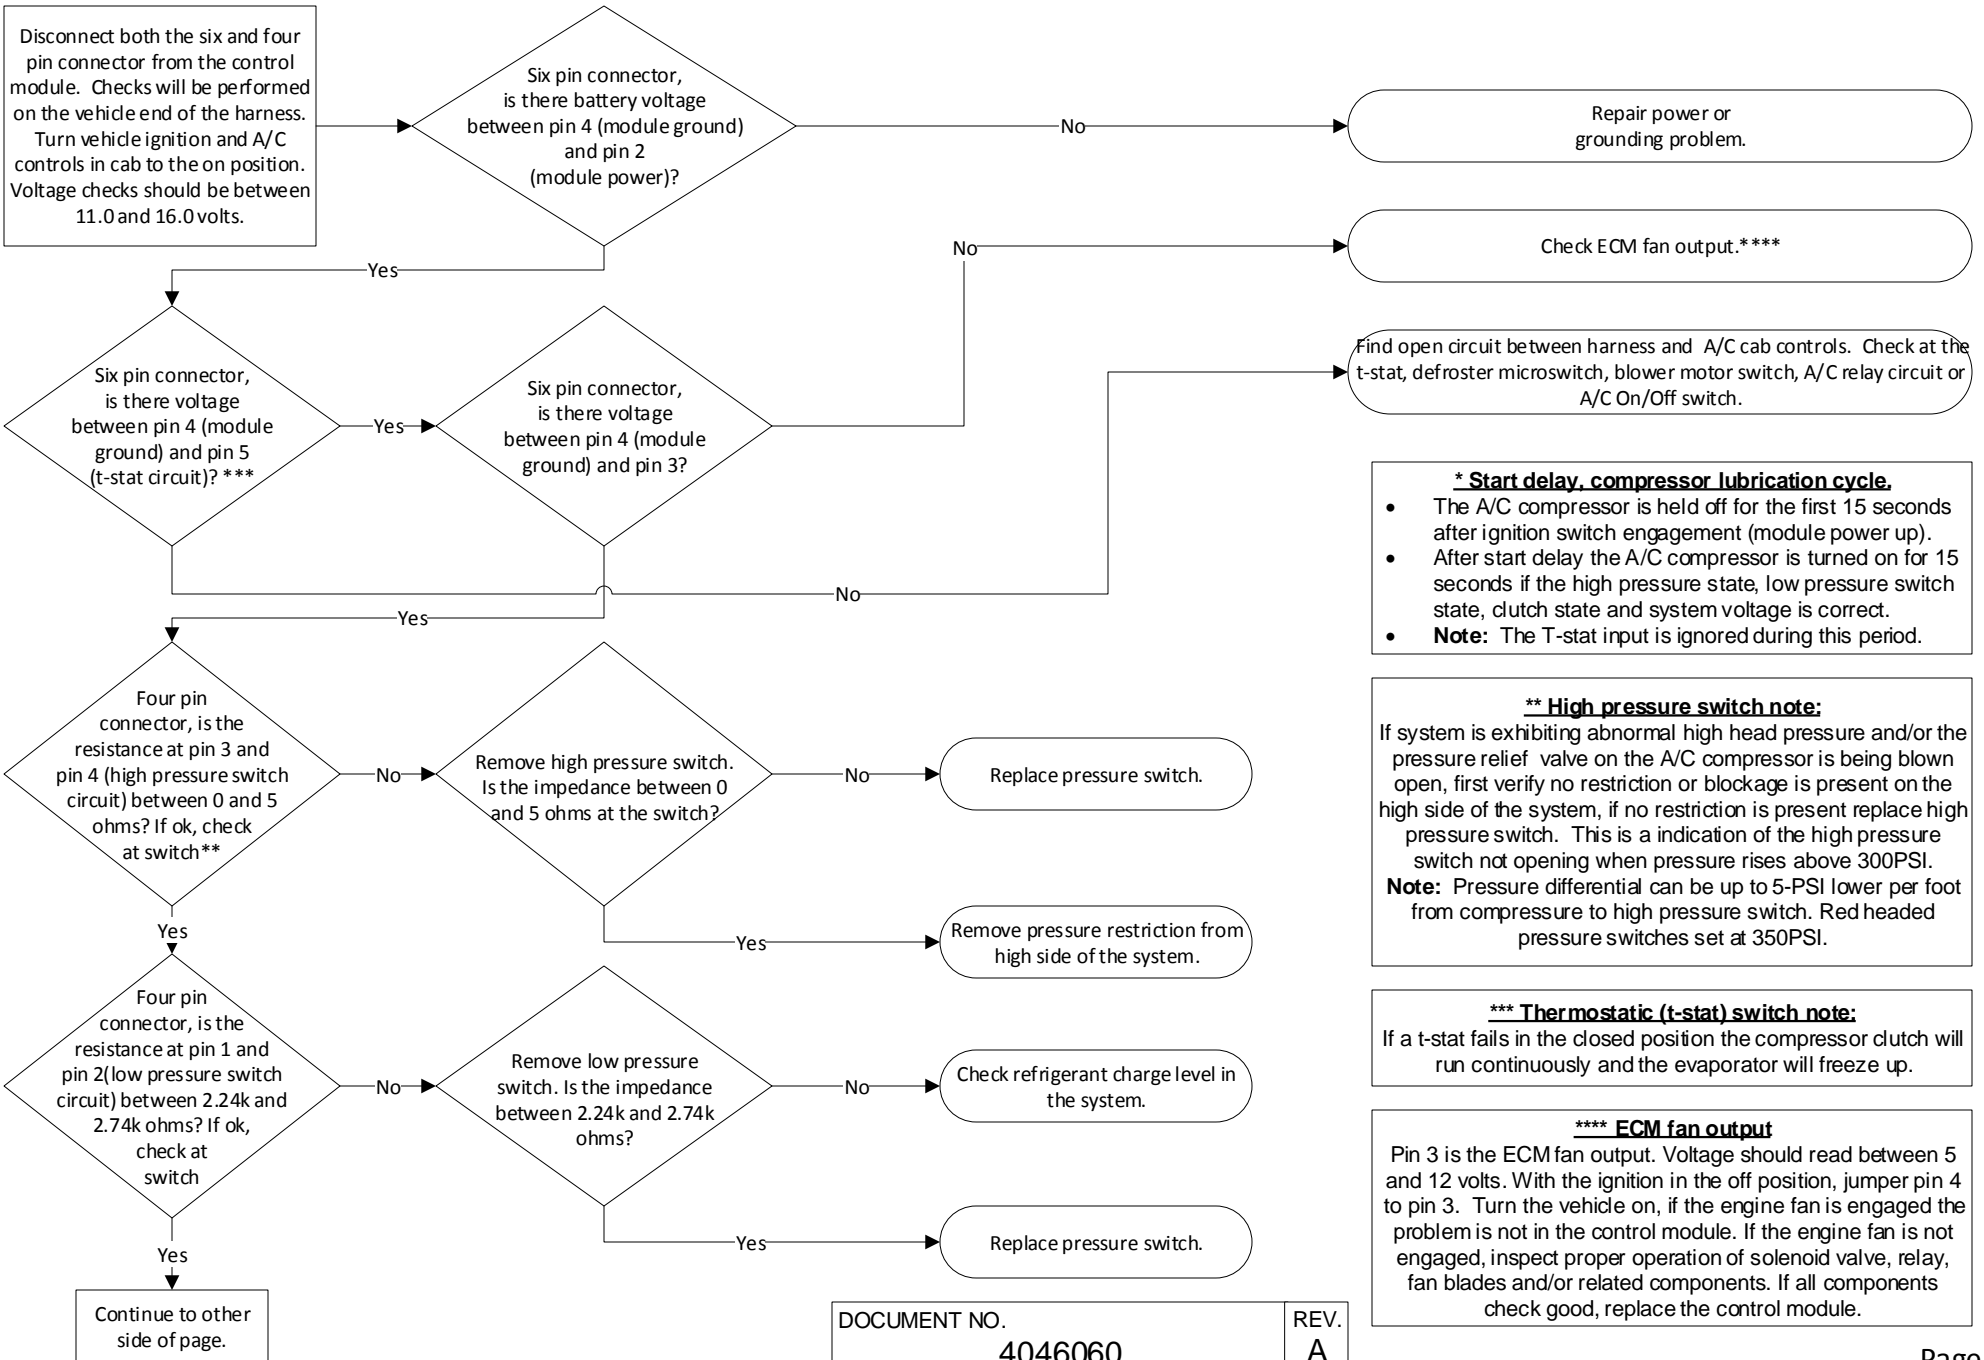 Disconnect both the six and four
pin connector from the control
module. Checks will be performed
on the vehicle end of the harness.
Turn vehicle ignition and A/C
controls in cab to the on position.
Voltage checks should be between
11.0 and 16.0 volts.
Six pin connector,
is there battery voltage
between pin 4 (module ground)
and pin 2
(module power)?
No
Repair power or
grounding problem.
Yes
No
Check ECM fan output.****
Six pin connector,
is there voltage
between pin 4 (module
ground) and pin 5
(t-stat circuit)? ***
Yes
Six pin connector,
is there voltage
between pin 4 (module
ground) and pin 3?
Find open circuit between harness and A/C cab controls. Check at the
t-stat, defroster microswitch, blower motor switch, A/C relay circuit or
A/C On/Off switch.
No
Yes
* Start delay, compressor lubrication cycle.
• The A/C compressor is held off for the first 15 seconds
after ignition switch engagement (module power up).
• After start delay the A/C compressor is turned on for 15
seconds if the high pressure state, low pressure switch
state, clutch state and system voltage is correct.
• Note: The T-stat input is ignored during this period.
Four pin
connector, is the
resistance at pin 3 and
pin 4 (high pressure switch
circuit) between 0 and 5
ohms? If ok, check
at switch**
No
Remove high pressure switch.
Is the impedance between 0
and 5 ohms at the switch?
No
Replace pressure switch.
Yes
Remove pressure restriction from
high side of the system.
Yes
** High pressure switch note:
If system is exhibiting abnormal high head pressure and/or the
pressure relief valve on the A/C compressor is being blown
open, first verify no restriction or blockage is present on the
high side of the system, if no restriction is present replace high
pressure switch. This is a indication of the high pressure
switch not opening when pressure rises above 300PSI.
Note: Pressure differential can be up to 5-PSI lower per foot
from compressure to high pressure switch. Red headed
pressure switches set at 350PSI.
Four pin
connector, is the
resistance at pin 1 and
pin 2(low pressure switch
circuit) between 2.24k and
2.74k ohms? If ok,
check at
switch
No
Remove low pressure
switch. Is the impedance
between 2.24k and 2.74k
ohms?
No
Check refrigerant charge level in
the system.
Yes
Replace pressure switch.
Yes
Continue to other
side of page.
*** Thermostatic (t-stat) switch note:
If a t-stat fails in the closed position the compressor clutch will
run continuously and the evaporator will freeze up.
**** ECM fan output
Pin 3 is the ECM fan output. Voltage should read between 5
and 12 volts. With the ignition in the off position, jumper pin 4
to pin 3. Turn the vehicle on, if the engine fan is engaged the
problem is not in the control module. If the engine fan is not
engaged, inspect proper operation of solenoid valve, relay,
fan blades and/or related components. If all components
check good, replace the control module.
DOCUMENT NO.
4046060
REV.
A
Page